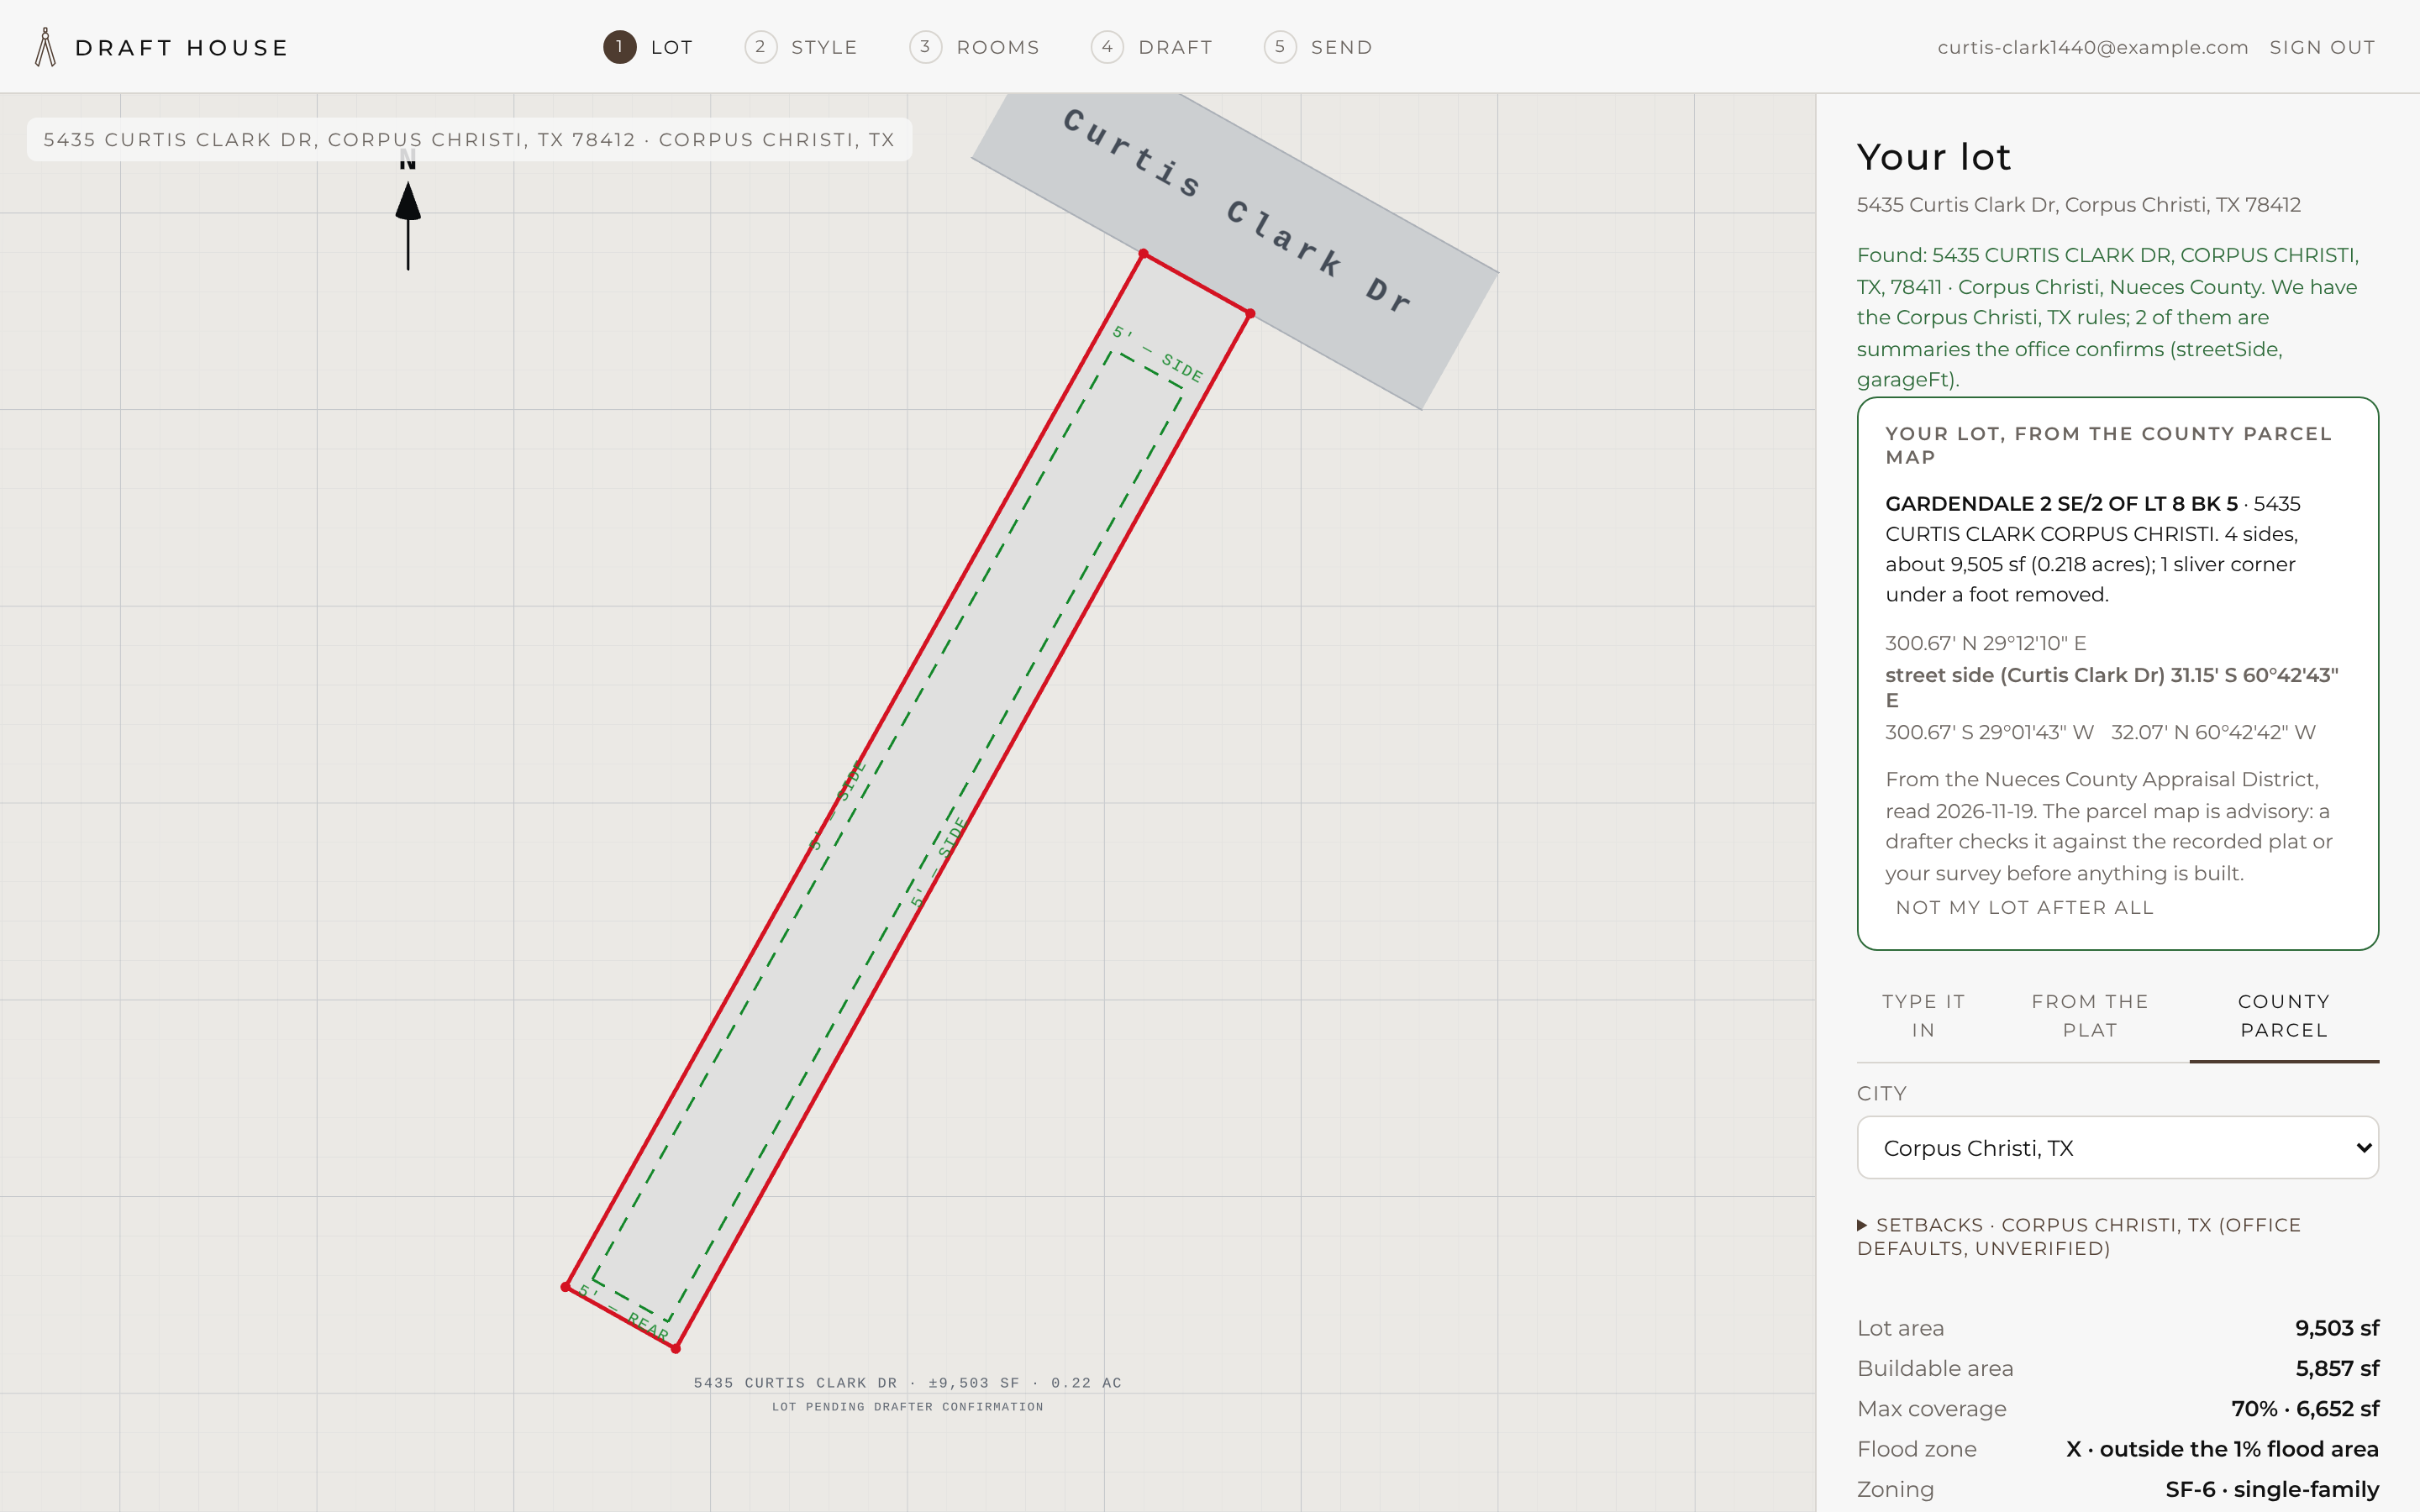 DRAFT HOUSE
1 LOT
2 STYLE
3 ROOMS
4 DRAFT
5 SEND
curtis-clark1440@example.com SIGN OUT
5435 CURTIS CLARK DR, CORPUS CHRISTI, TX 78412 · CORPUS CHRISTI, TX
N
Curtis Clark Dr
5' — SIDE
5' — SIDE
5' — SIDE
5' — REAR
5435 CURTIS CLARK DR · ±9,503 SF · 0.22 AC
LOT PENDING DRAFTER CONFIRMATION
Your lot
5435 Curtis Clark Dr, Corpus Christi, TX 78412
Found: 5435 CURTIS CLARK DR, CORPUS CHRISTI,
TX, 78411 · Corpus Christi, Nueces County. We have
the Corpus Christi, TX rules; 2 of them are
summaries the office confirms (streetSide,
garageFt).
YOUR LOT, FROM THE COUNTY PARCEL
MAP
GARDENDALE 2 SE/2 OF LT 8 BK 5 · 5435
CURTIS CLARK CORPUS CHRISTI. 4 sides,
about 9,505 sf (0.218 acres); 1 sliver corner
under a foot removed.
300.67' N 29°12'10" E
street side (Curtis Clark Dr) 31.15' S 60°42'43"
E
300.67' S 29°01'43" W 32.07' N 60°42'42" W
From the Nueces County Appraisal District,
read 2026-11-19. The parcel map is advisory: a
drafter checks it against the recorded plat or
your survey before anything is built.
NOT MY LOT AFTER ALL
TYPE IT
IN
FROM THE
PLAT
COUNTY
PARCEL
CITY
Corpus Christi, TX
SETBACKS · CORPUS CHRISTI, TX (OFFICE
DEFAULTS, UNVERIFIED)
Lot area 9,503 sf
Buildable area 5,857 sf
Max coverage 70% · 6,652 sf
Flood zone X · outside the 1% flood area
Zoning SF-6 · single-family